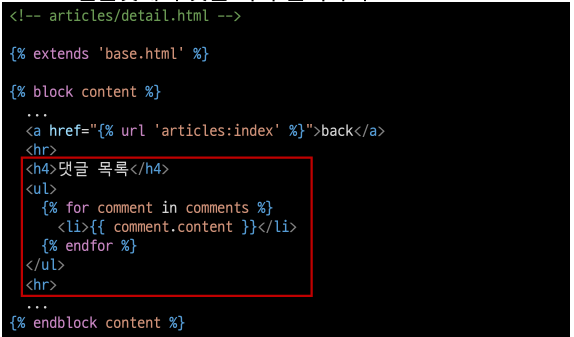 <!-- articles/detail.html -->
{% extends 'base.html' %}
{% block content %}
...
<a href="{% url 'articles:index' %}">back</a>
<hr>
<h4>댓글 목록</h4>
<ul>
{% for comment in comments %}
<li>{{ comment.content }}</li>
{% endfor %}
</ul>
<hr>
...
{% endblock content %}